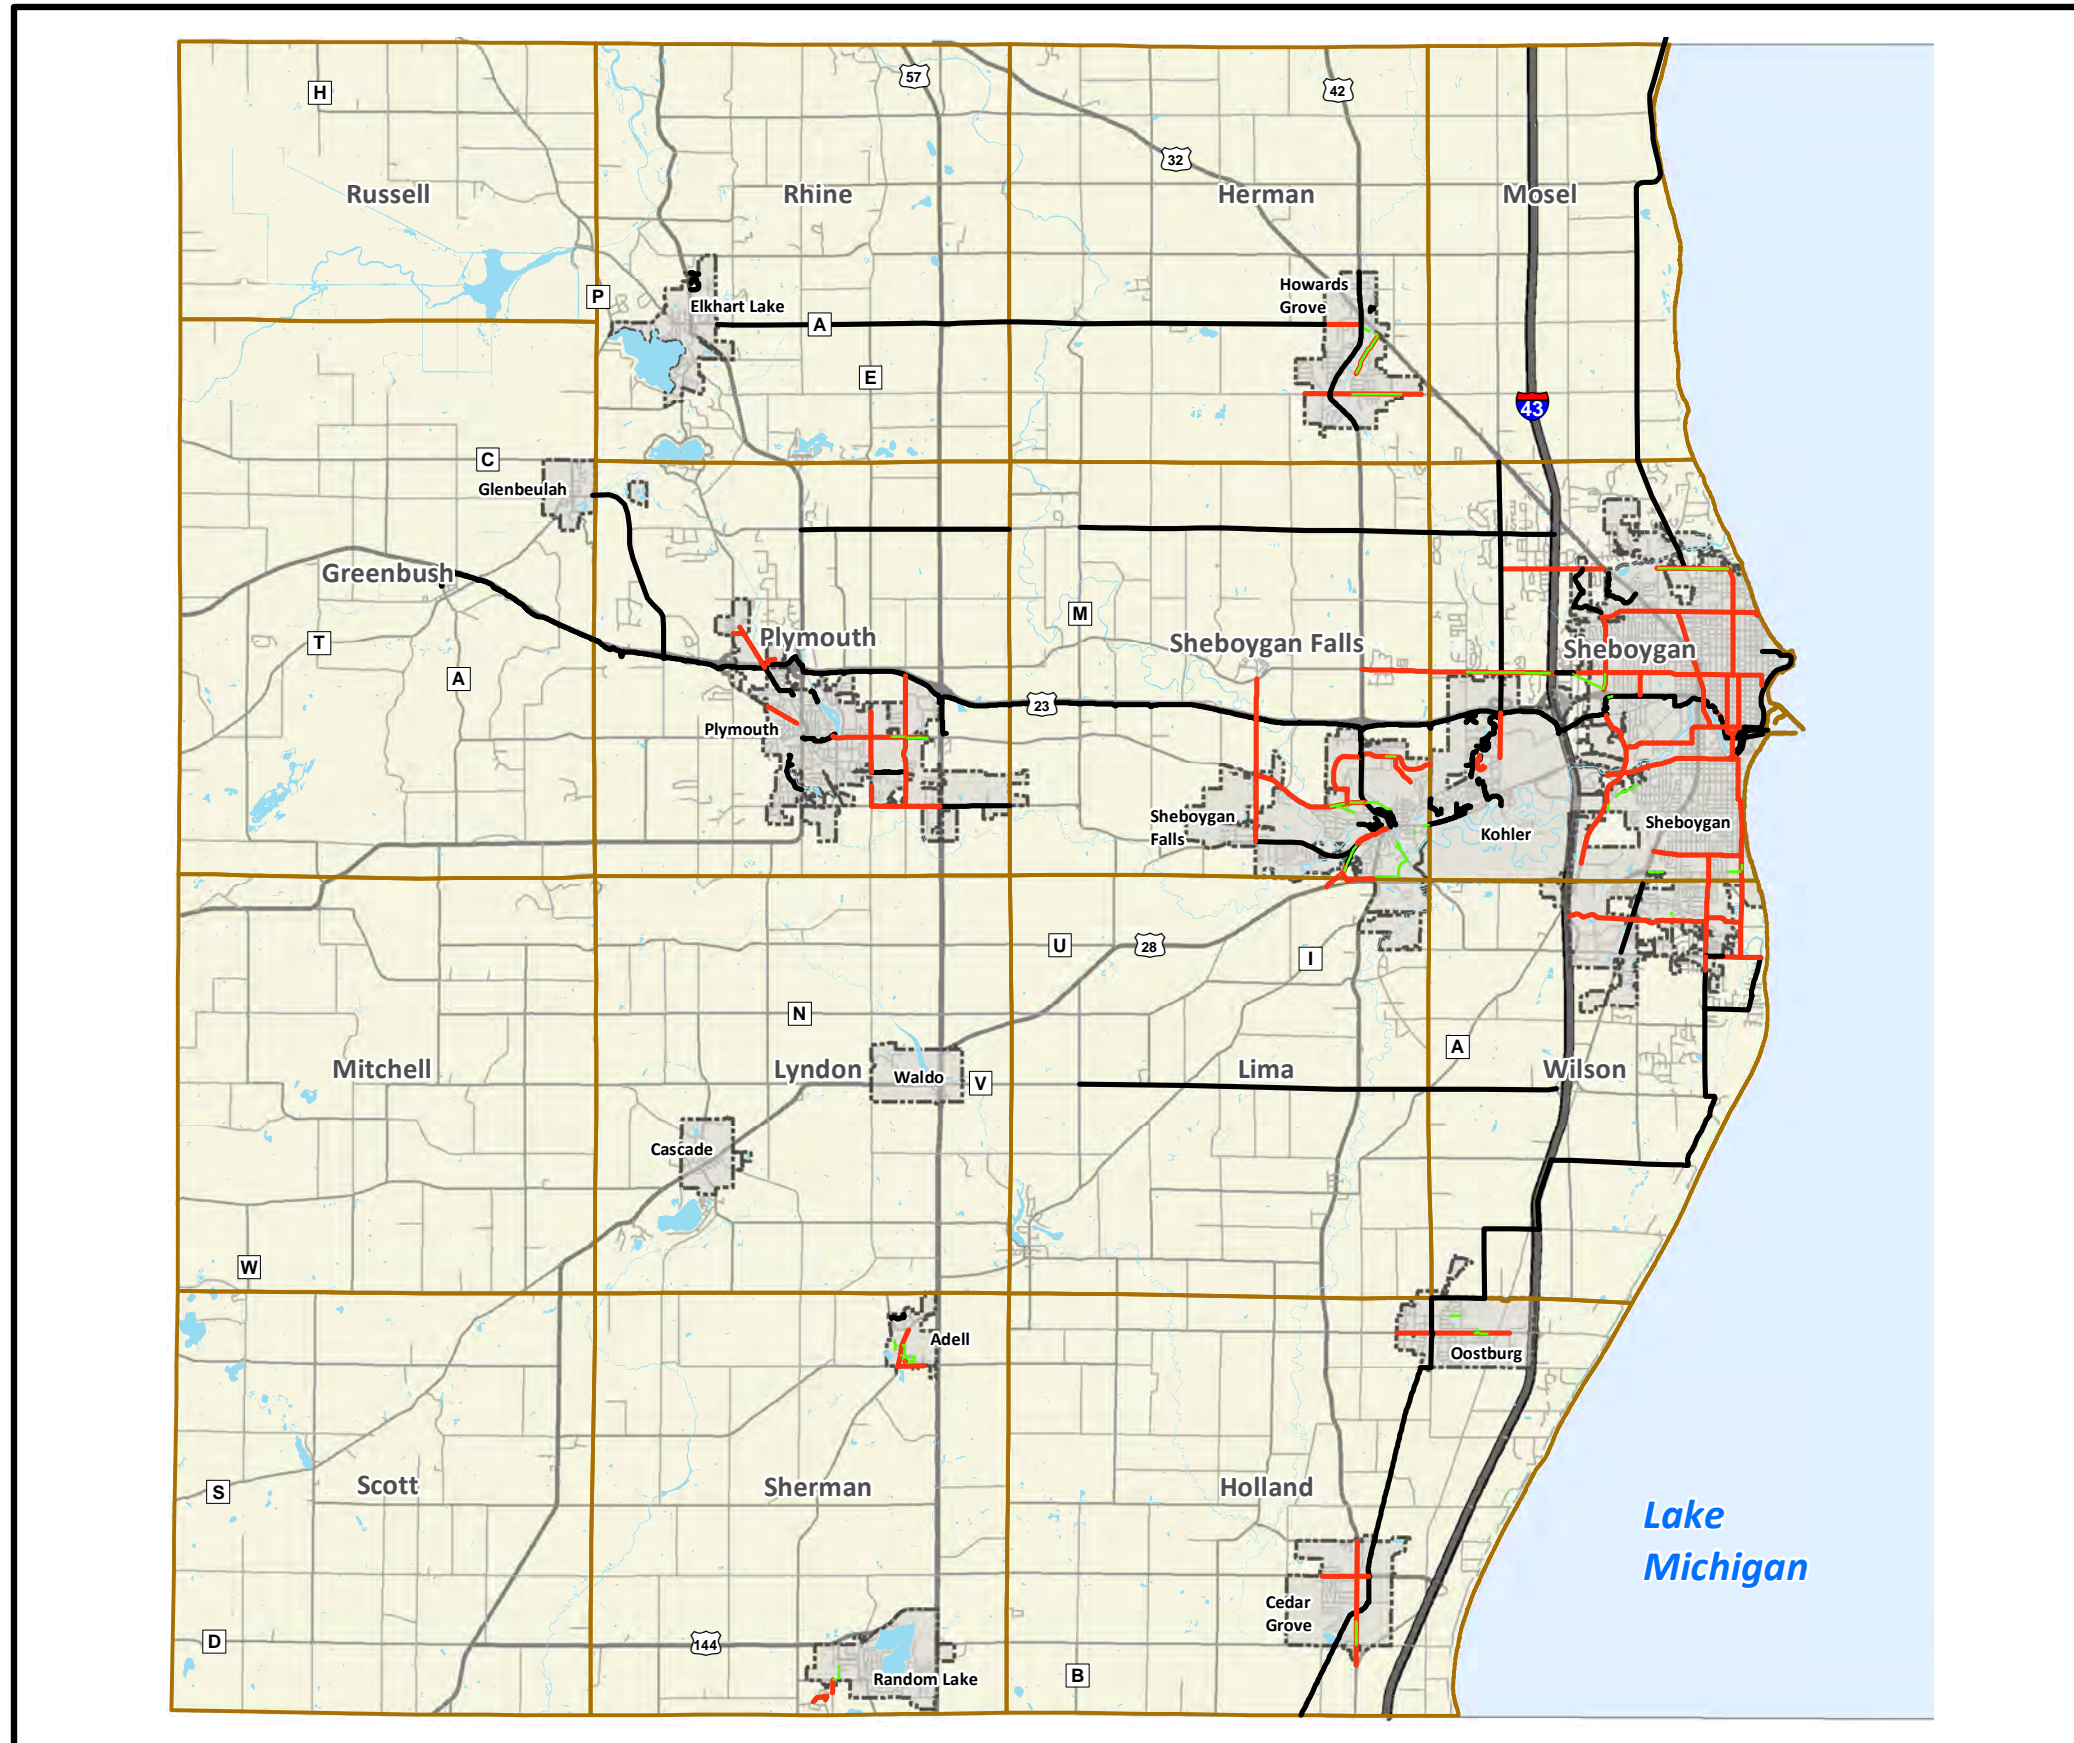 57
H
42
32
Russell
Rhine
Herman
Mosel
Howards
Grove
P
Elkhart Lake
A
E
43
C
Glenbeulah
Greenbush
M
T
Plymouth
Sheboygan Falls
Sheboygan
A
23
Plymouth
Sheboygan
Falls
Kohler
Sheboygan
U
28
I
N
A
Mitchell
Lyndon
Waldo
V
Lima
Wilson
Cascade
W
Adell
Oostburg
Scott
Sherman
Holland
S
Lake
Michigan
Cedar
Grove
D
144
Random Lake
B